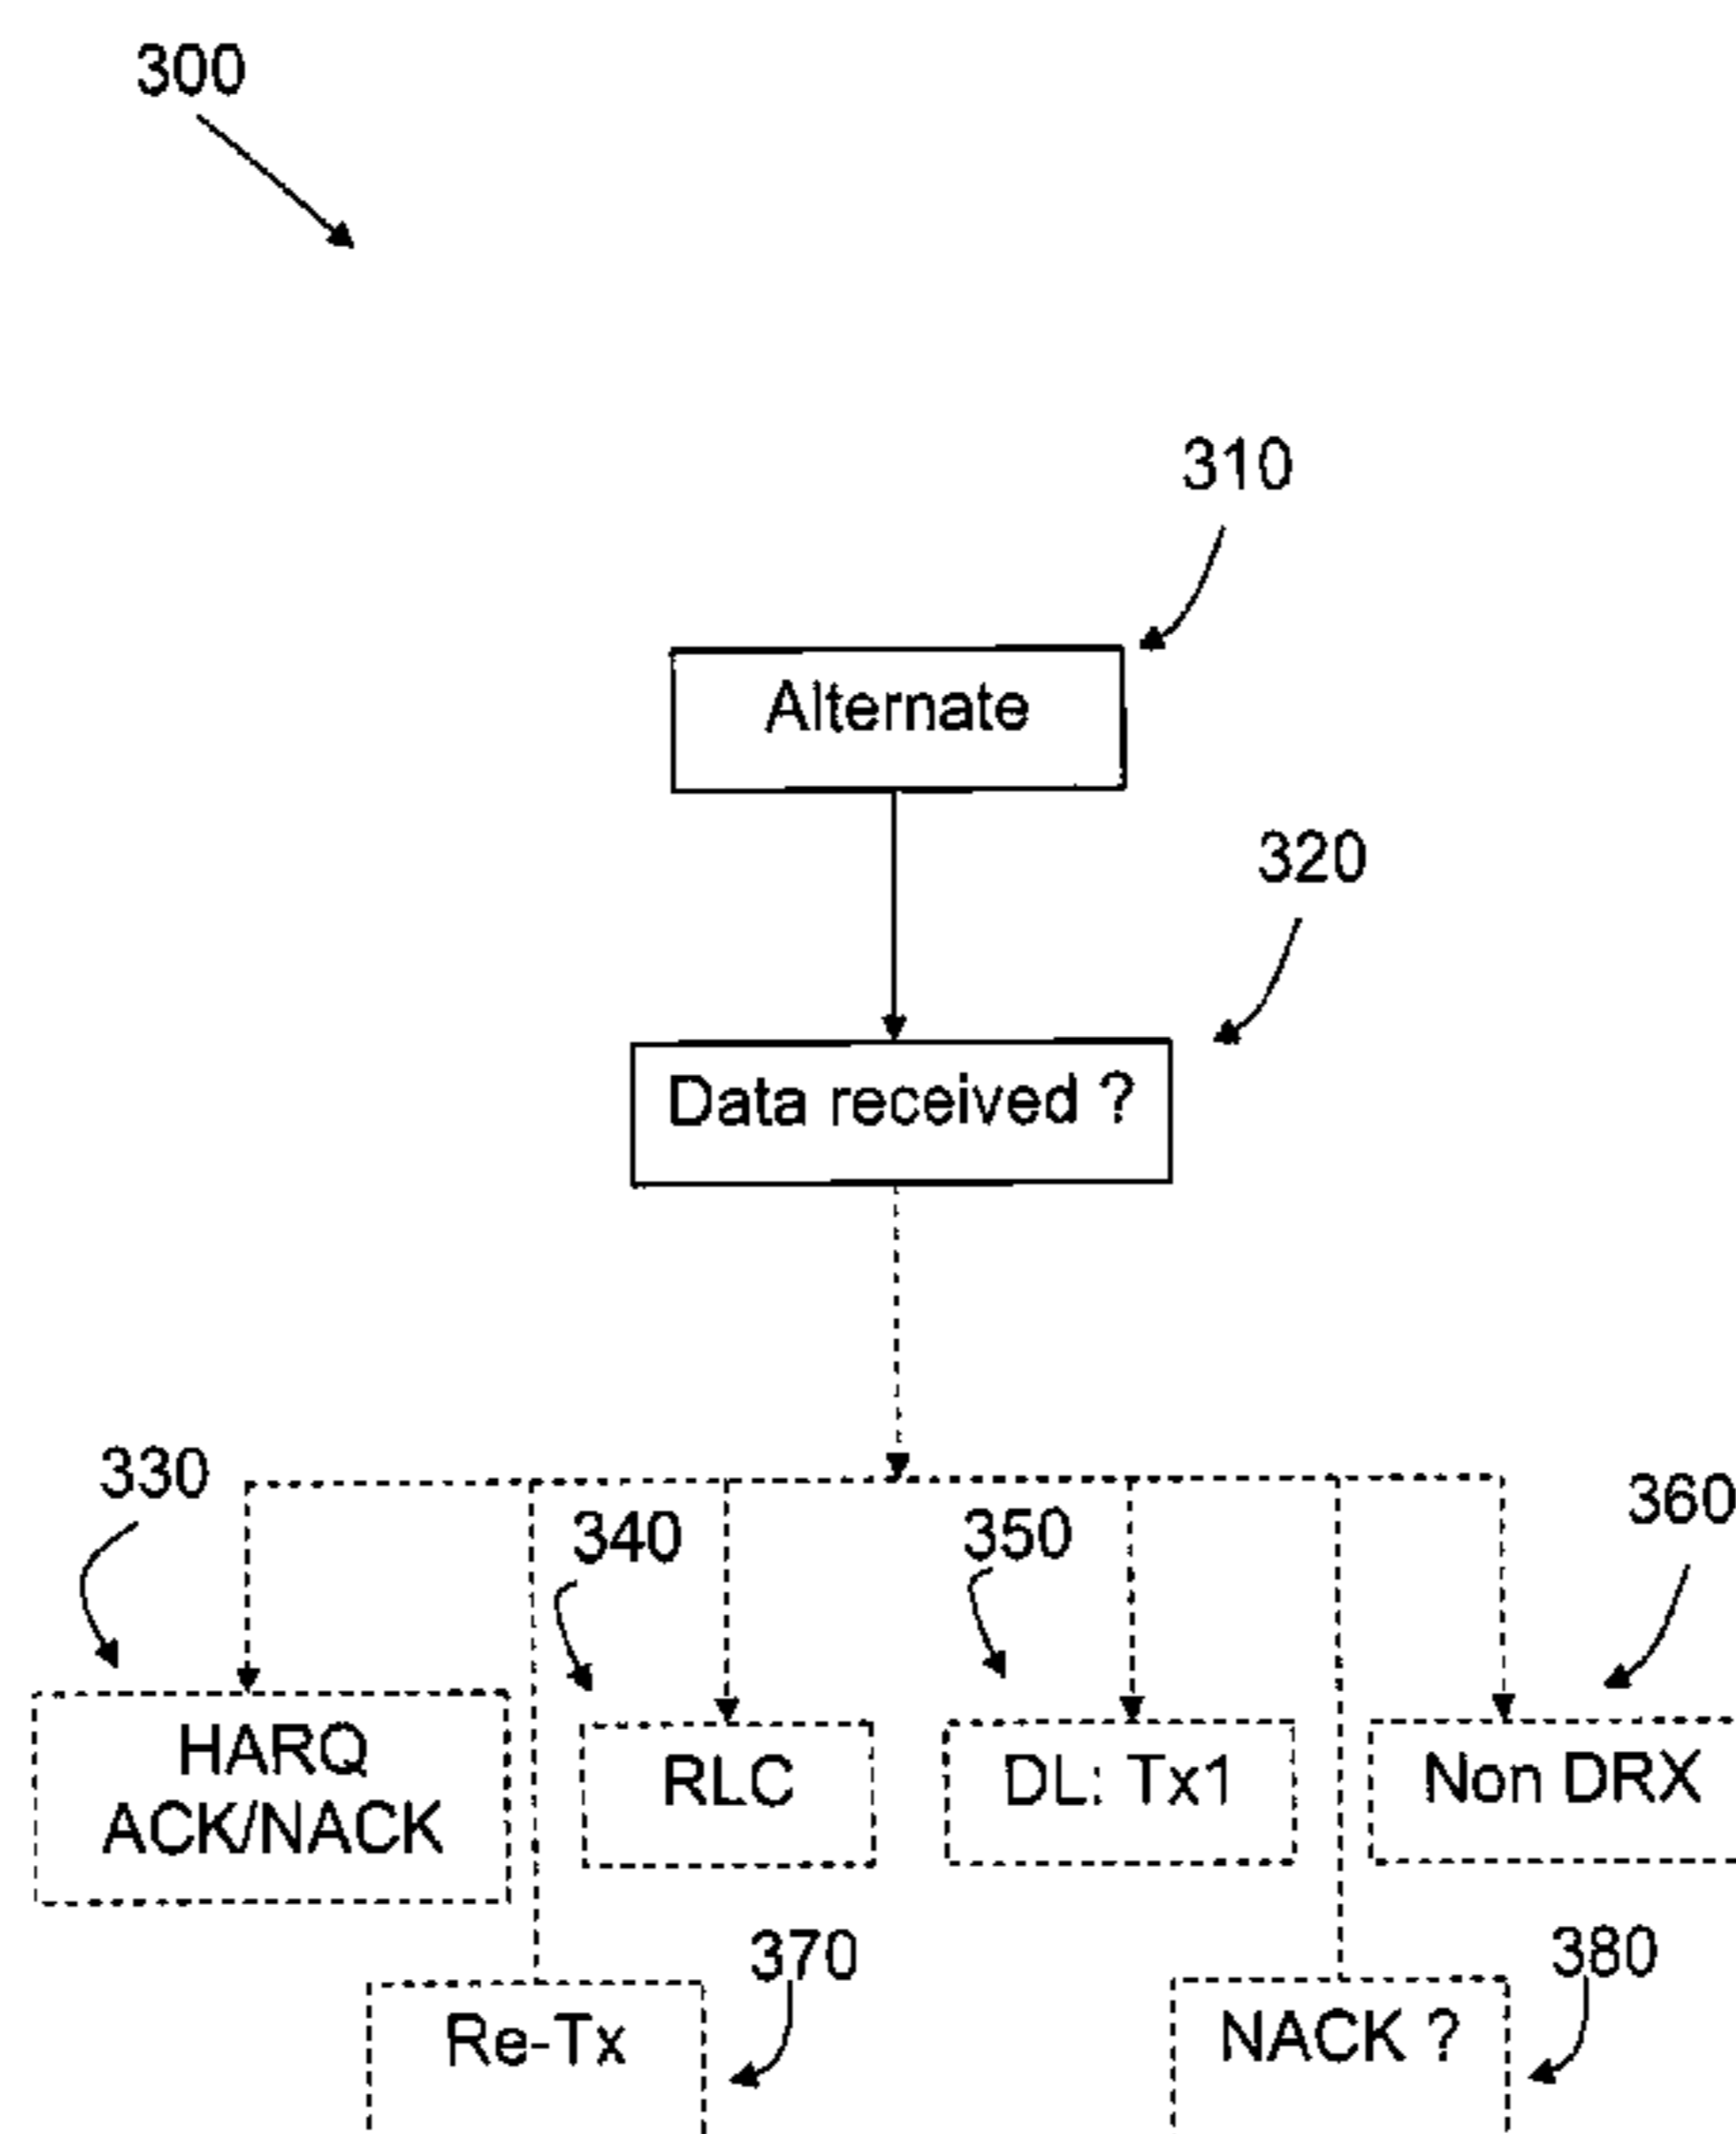 300
310
Alternate
320
Data received ?
330
340
350
360
HARQ
ACK/NACK
RLC
DL: Tx1
Non DRX
370
380
Re-Tx
NACK ?